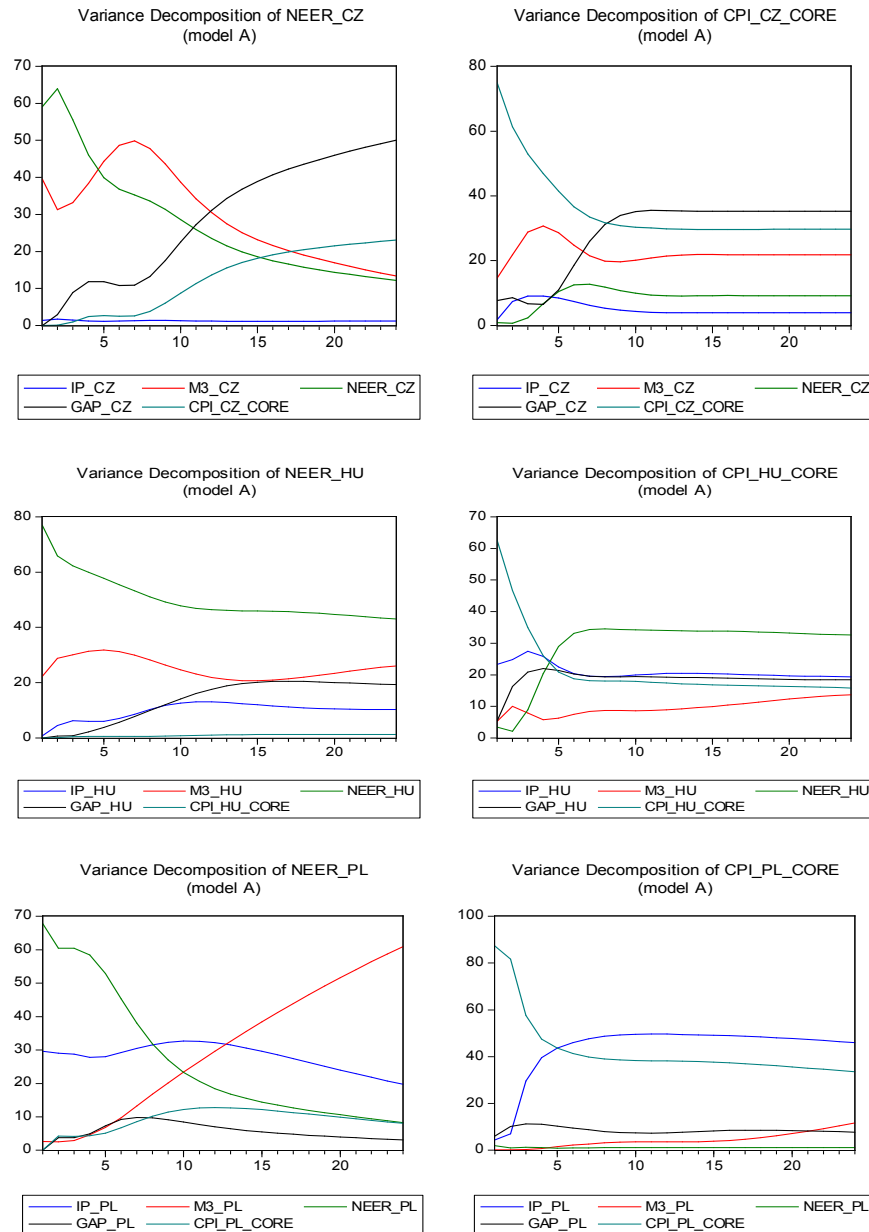 Variance Decomposition of NEER_CZ
(model A)
70
60
50
40
30
20
10
0
5
10
15
20
IP_CZ
M3_CZ
NEER_CZ
GAP_CZ
CPI_CZ_CORE
Variance Decomposition of CPI_CZ_CORE
(model A)
80
60
40
20
0
5
10
15
20
IP_CZ
M3_CZ
NEER_CZ
GAP_CZ
CPI_CZ_CORE
Variance Decomposition of NEER_HU
(model A)
80
60
40
20
0
5
10
15
20
IP_HU
M3_HU
NEER_HU
GAP_HU
CPI_HU_CORE
Variance Decomposition of CPI_HU_CORE
(model A)
70
60
50
40
30
20
10
0
5
10
15
20
IP_HU
M3_HU
NEER_HU
GAP_HU
CPI_HU_CORE
Variance Decomposition of NEER_PL
(model A)
70
60
50
40
30
20
10
0
5
10
15
20
IP_PL
M3_PL
NEER_PL
GAP_PL
CPI_PL_CORE
Variance Decomposition of CPI_PL_CORE
(model A)
100
80
60
40
20
0
5
10
15
20
IP_PL
M3_PL
NEER_PL
GAP_PL
CPI_PL_CORE